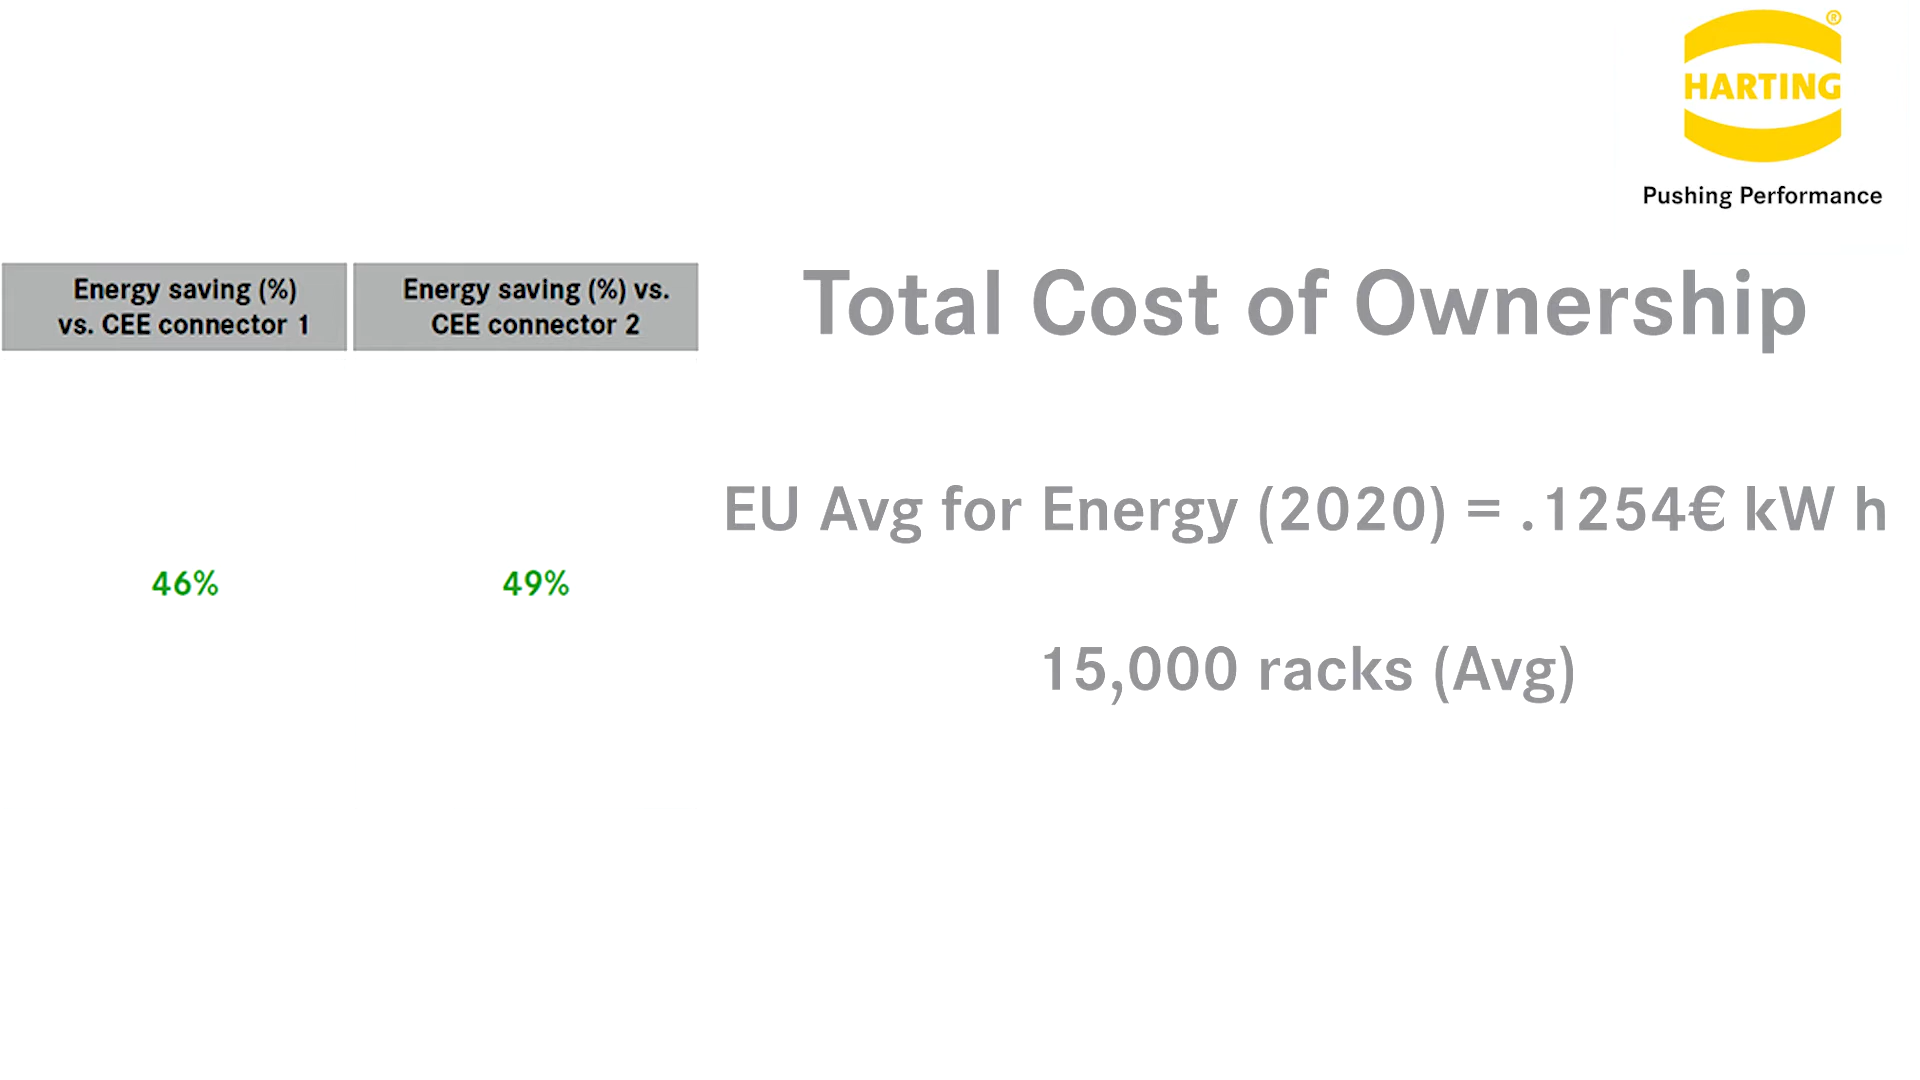 ®
HARTING
Pushing Performance
Energy saving (%)
vs. CEE connector 1
Energy saving (%) vs.
CEE connector 2
46%
49%
Total Cost of Ownership
EU Avg for Energy (2020) = .1254€ kW h
15,000 racks (Avg)